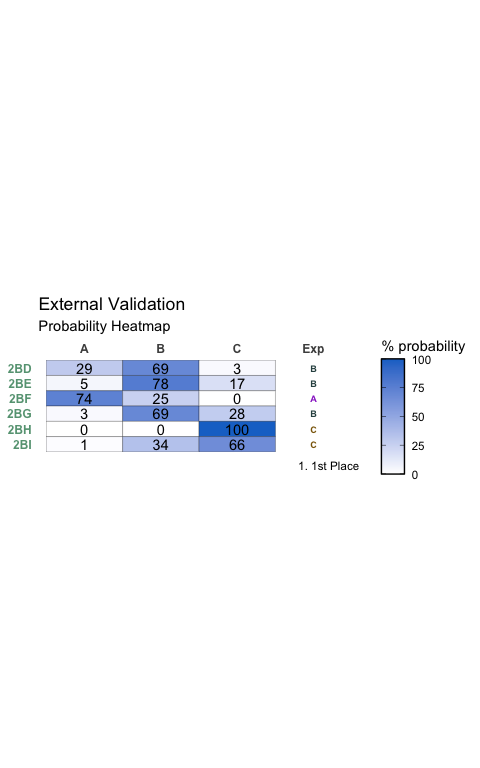 External Validation
Probability Heatmap
A B C Exp
% probability
2BD 29 69 3 B
2BE 5 78 17 B
2BF 74 25 0 A
2BG 3 69 28 B
2BH 0 0 100 C
2BI 1 34 66 C
1. 1st Place
100
75
50
25
0